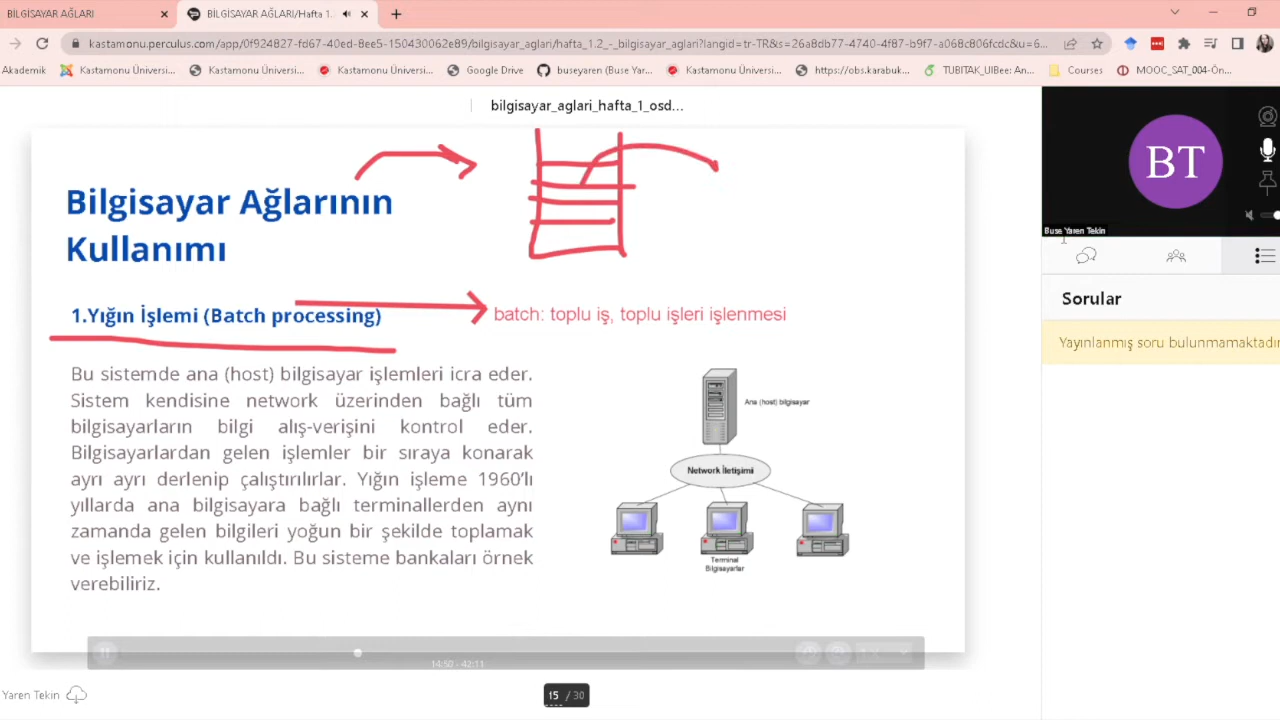 BİLGİSAYAR AĞLARI
BİLGİSAYAR AĞLARI/Hafta 1.
kastamonu.perculus.com/app/0f924827-fd67-40ed-8ee5-150430062e89/bilgisayar_aglari/hafta_1.2_-_bilgisayar_aglari?langid=tr-TR&s=26a8db77-4740-4f87-b9f7-a068c806fcdc&u=6...
Akademik
Kastamonu Üniversi...
Kastamonu Üniversi...
Kastamonu Üniversi...
Google Drive
buseyaren (Buse Yar...
Kastamonu Üniversi...
https://obs.karabuk...
TUBITAK_UIBee: An...
Courses
MOOC_SAT_004-Ön...
bilgisayar_aglari_hafta_1_osd...
Bilgisayar Ağlarının
Kullanımı
1.Yığın İşlemi (Batch processing)
batch: toplu iş, toplu işleri işlenmesi
Bu sistemde ana (host) bilgisayar işlemleri icra eder.
Sistem kendisine network üzerinden bağlı tüm
bilgisayarların bilgi alış-verişini kontrol eder.
Bilgisayarlardan gelen işlemler bir sıraya konarak
ayrı ayrı derlenip çalıştırılırlar. Yığın işleme 1960’lı
yıllarda ana bilgisayara bağlı terminallerden aynı
zamanda gelen bilgileri yoğun bir şekilde toplamak
ve işlemek için kullanıldı. Bu sisteme bankaları örnek
verebiliriz.
Ana (host) bilgisayar
Network İletişimi
Terminal
Bilgisayarlar
14:50 - 42:11
Yaren Tekin
15 / 30
BT
Buse Yaren Tekin
Sorular
Yayınlanmış soru bulunmamaktadır